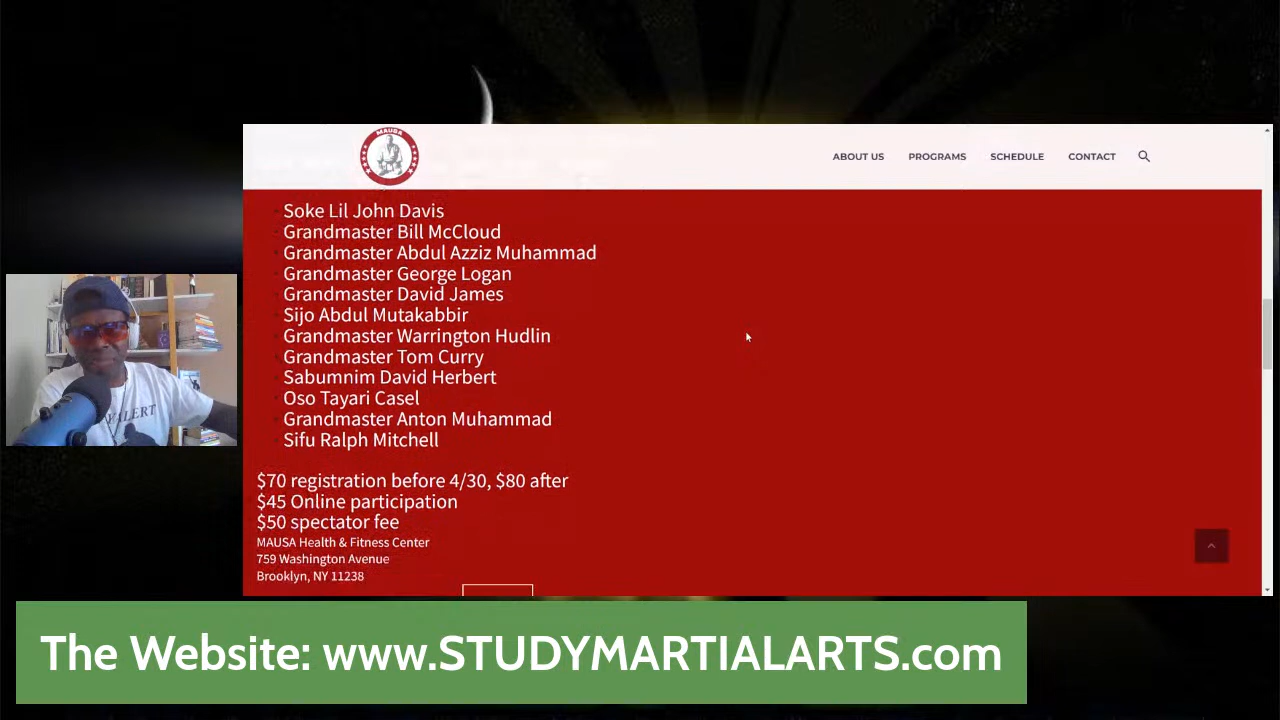 MAUSA
ABOUT US PROGRAMS SCHEDULE CONTACT
Soke Lil John Davis
Grandmaster Bill McCloud
Grandmaster Abdul Azziz Muhammad
Grandmaster George Logan
Grandmaster David James
Sijo Abdul Mutakabbir
Grandmaster Warrington Hudlin
Grandmaster Tom Curry
Sabumnim David Herbert
Oso Tayari Casel
Grandmaster Anton Muhammad
Sifu Ralph Mitchell
$70 registration before 4/30, $80 after
$45 Online participation
$50 spectator fee
MAUSA Health & Fitness Center
759 Washington Avenue
Brooklyn, NY 11238
The Website: www.STUDYMARTIALARTS.com